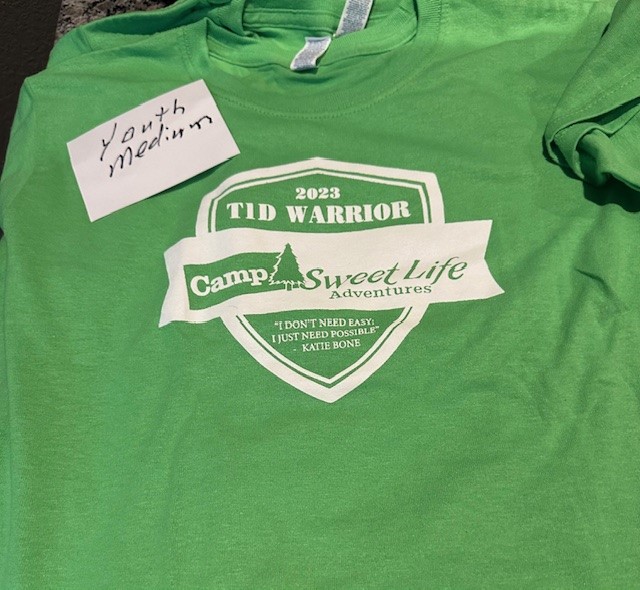 Youth
Medium
2023
T1D WARRIOR
Camp Sweet Life
Adventures
"I DON'T NEED EASY;
I JUST NEED POSSIBLE"
- KATIE BONE